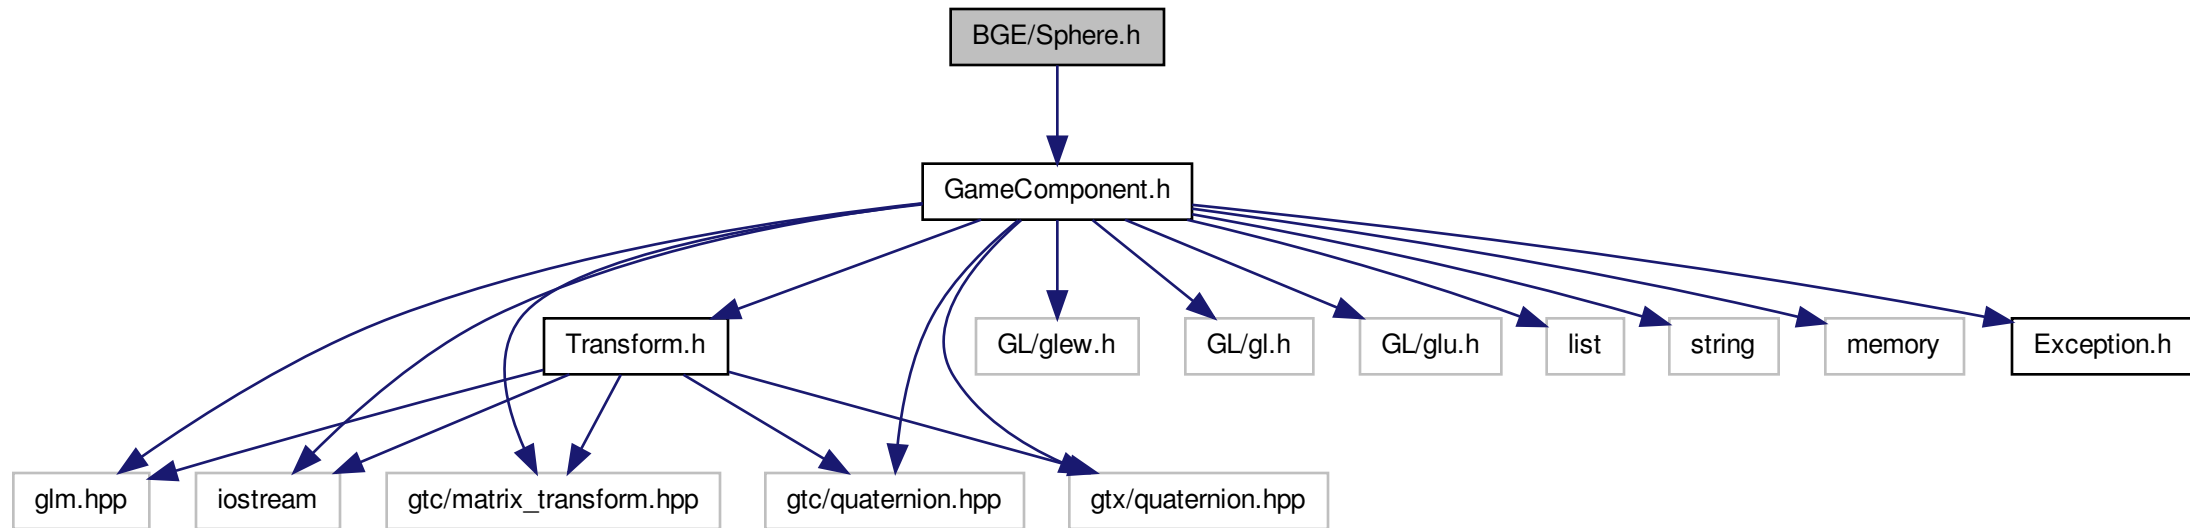 BGE/Sphere.h
GameComponent.h
Transform.h
GL/glew.h
GL/gl.h
GL/glu.h
list
string
memory
Exception.h
glm.hpp
iostream
gtc/matrix_transform.hpp
gtc/quaternion.hpp
gtx/quaternion.hpp